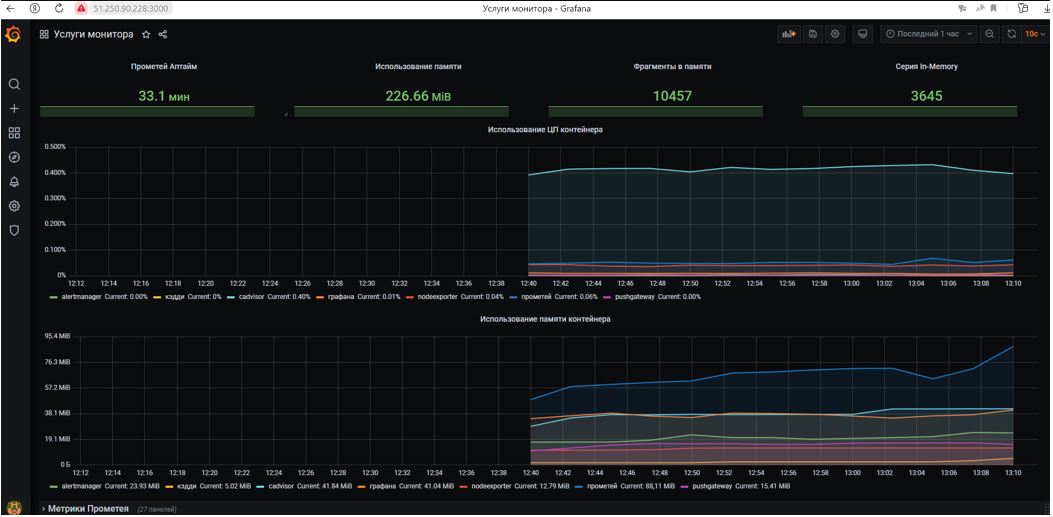 51.250.90.228:3000
Услуги монитора - Grafana
Услуги монитора
Последний 1 час
10с
Прометей Аптайм
Использование памяти
Фрагменты в памяти
Серия In-Memory
33.1 мин
226.66 MiB
10457
3645
Использование ЦП контейнера
0.500%
0.400%
0.300%
0.200%
0.100%
0%
12:12 12:14 12:16 12:18 12:20 12:22 12:24 12:26 12:28 12:30 12:32 12:34 12:36 12:38 12:40 12:42 12:44 12:46 12:48 12:50 12:52 12:54 12:56 12:58 13:00 13:02 13:04 13:06 13:08 13:10
alertmanager Current: 0.00% кэдди Current: 0% cadvisor Current: 0.40% графана Current: 0.01% nodeexporter Current: 0.04% прометей Current: 0.06% pushgateway Current: 0.00%
Использование памяти контейнера
95.4 MiB
76.3 MiB
57.2 MiB
38.1 MiB
19.1 MiB
0 Б
12:12 12:14 12:16 12:18 12:20 12:22 12:24 12:26 12:28 12:30 12:32 12:34 12:36 12:38 12:40 12:42 12:44 12:46 12:48 12:50 12:52 12:54 12:56 12:58 13:00 13:02 13:04 13:06 13:08 13:10
alertmanager Current: 23.93 MiB кэдди Current: 5.02 MiB cadvisor Current: 41.84 MiB графана Current: 41.04 MiB nodeexporter Current: 12.79 MiB прометей Current: 88,11 MiB pushgateway Current: 15.41 MiB
Метрики Прометея (27 панелей)